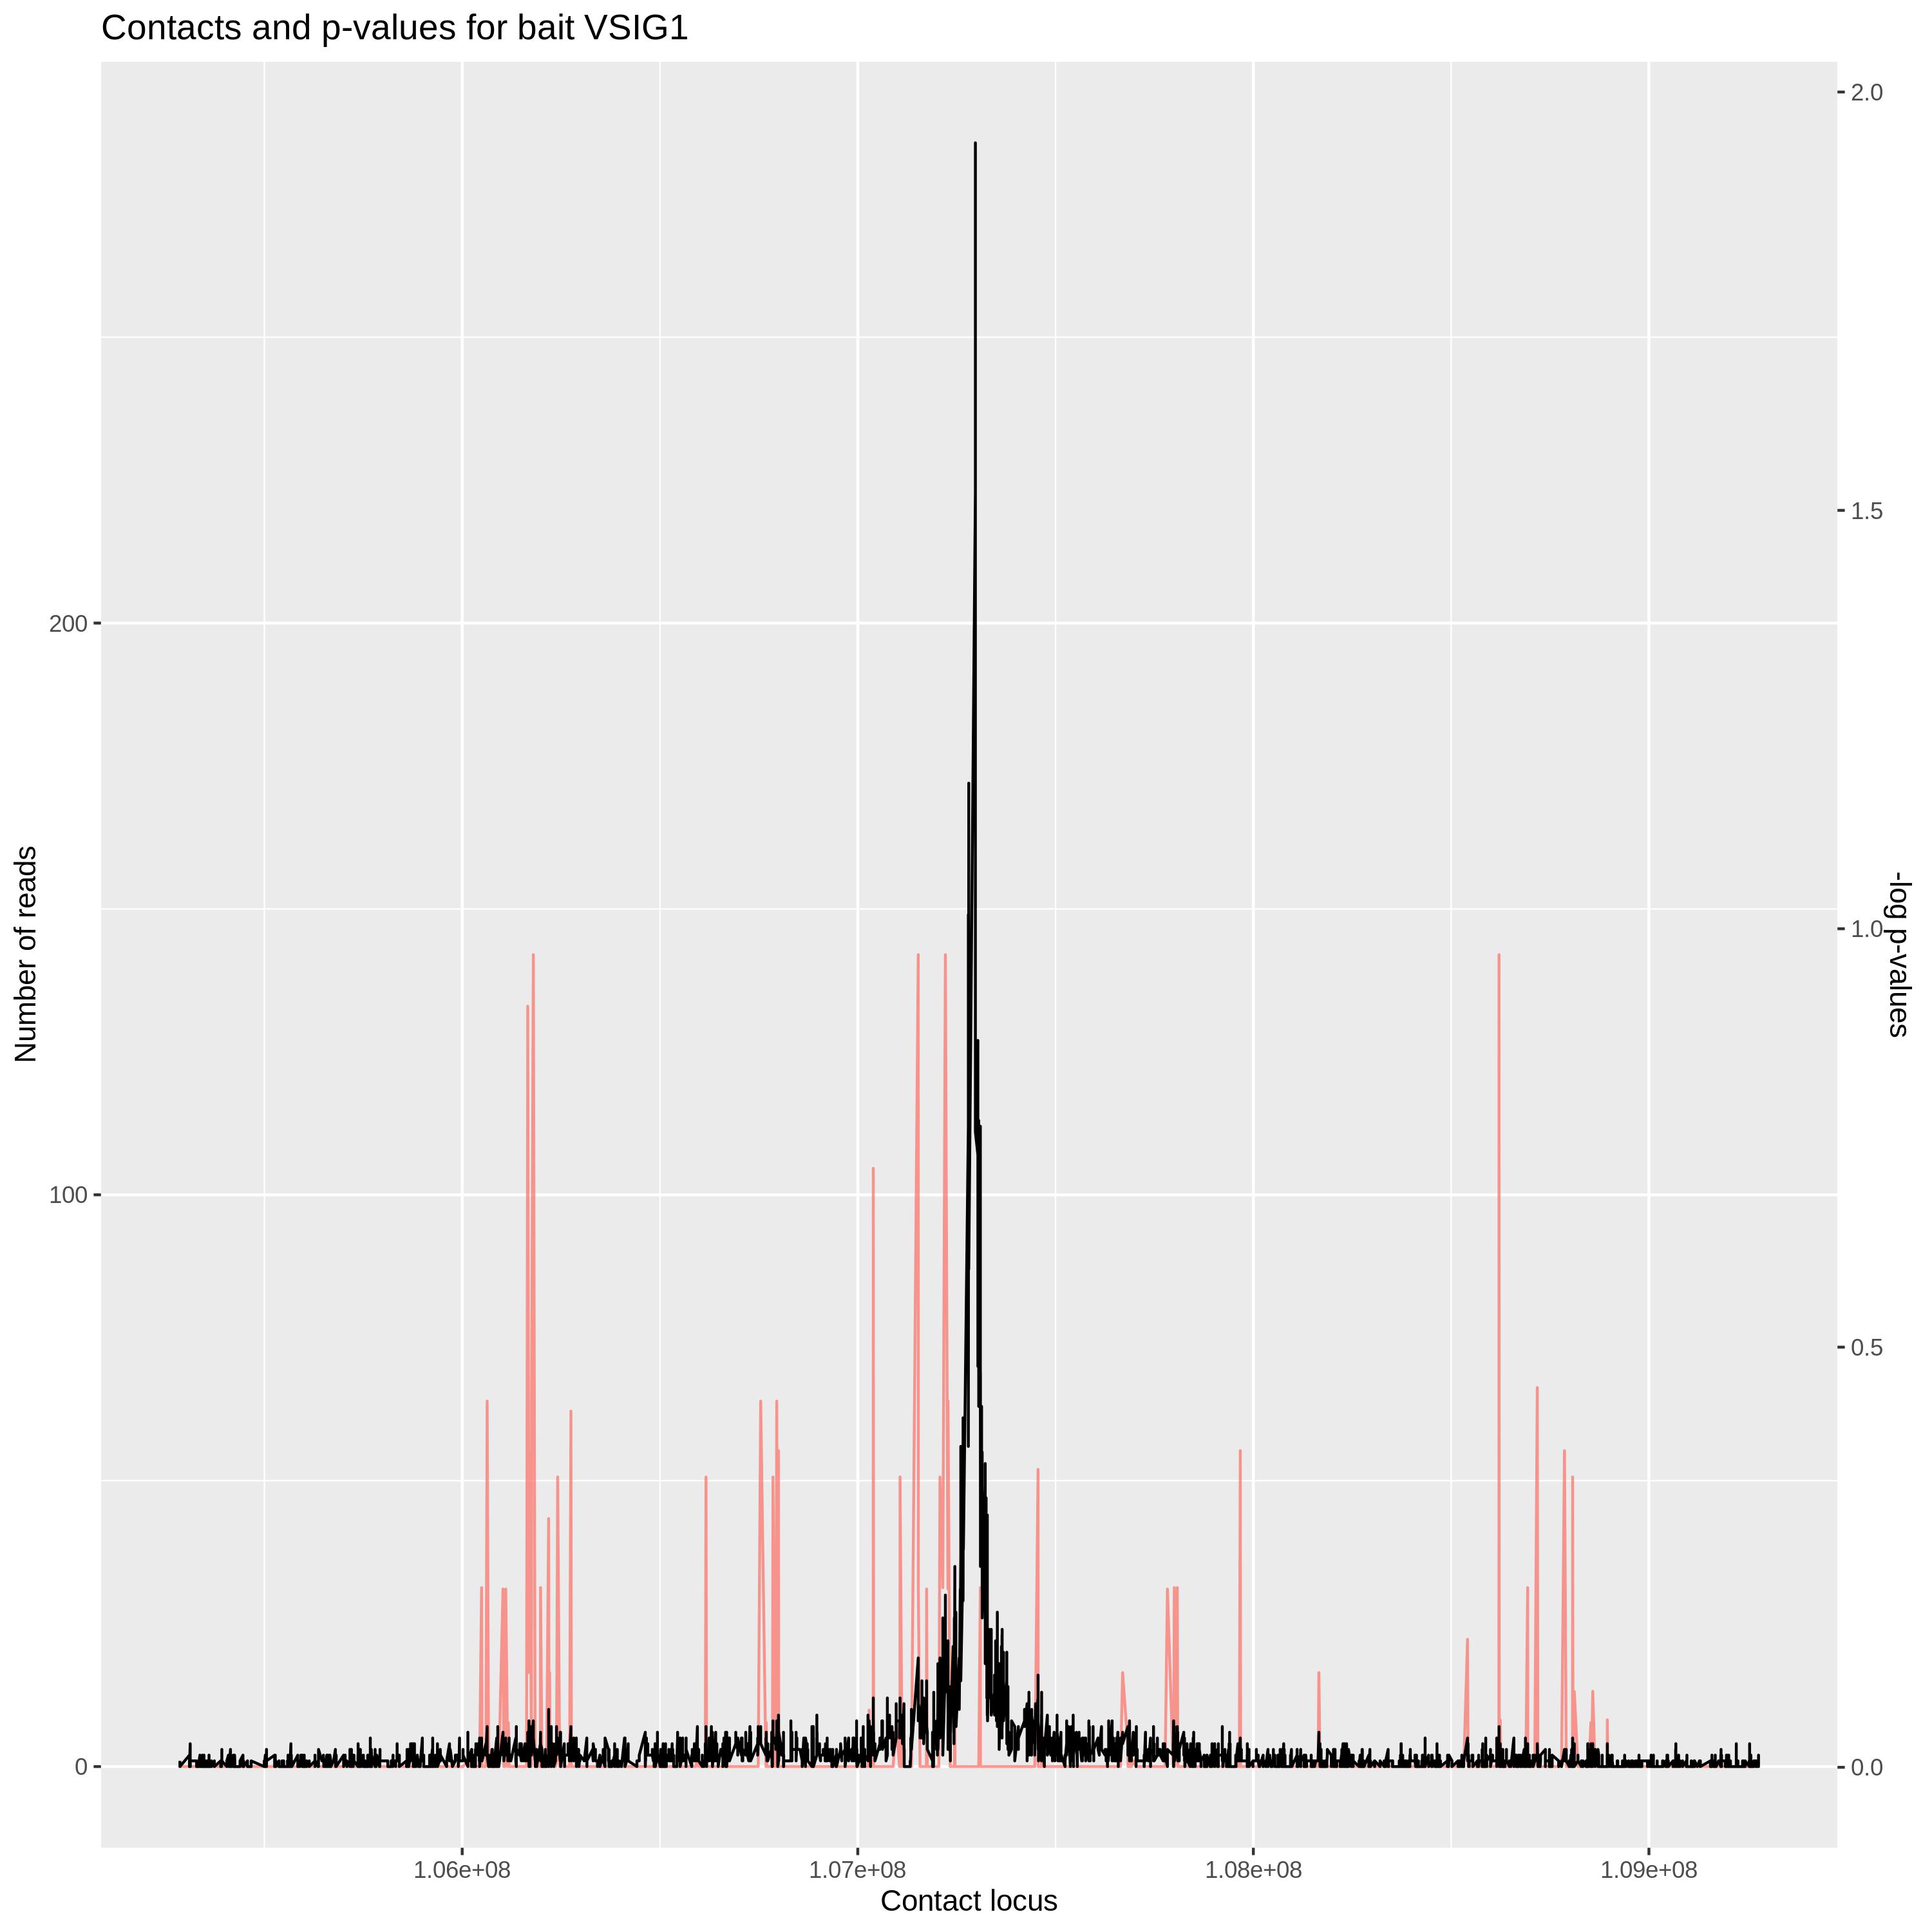 Contacts and p-values for bait VSIG1
Number of reads
200
100
0
2.0
1.5
1.0
0.5
0.0
-log p-values
1.06e+08
1.07e+08
1.08e+08
1.09e+08
Contact locus